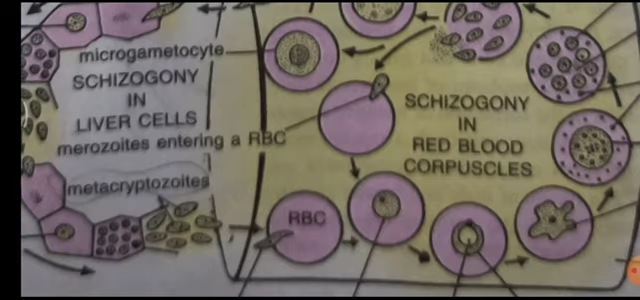 microgametocyte
SCHIZOGONY
IN
LIVER CELLS
merozoites entering a RBC
metacryptozoites
SCHIZOGONY
IN
RED BLOOD
CORPUSCLES
RBC